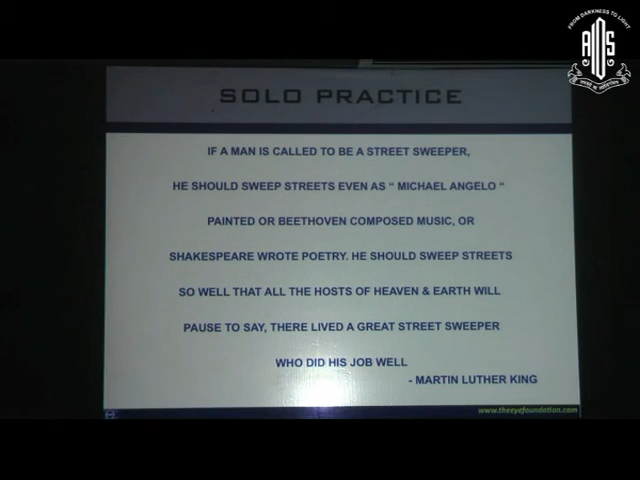 FROM DARKNESS TO LIGHT
AIOS
SOLO PRACTICE
IF A MAN IS CALLED TO BE A STREET SWEEPER,
HE SHOULD SWEEP STREETS EVEN AS “ MICHAEL ANGELO “
PAINTED OR BEETHOVEN COMPOSED MUSIC, OR
SHAKESPEARE WROTE POETRY. HE SHOULD SWEEP STREETS
SO WELL THAT ALL THE HOSTS OF HEAVEN & EARTH WILL
PAUSE TO SAY, THERE LIVED A GREAT STREET SWEEPER
WHO DID HIS JOB WELL
- MARTIN LUTHER KING
www.theeyefoundation.com